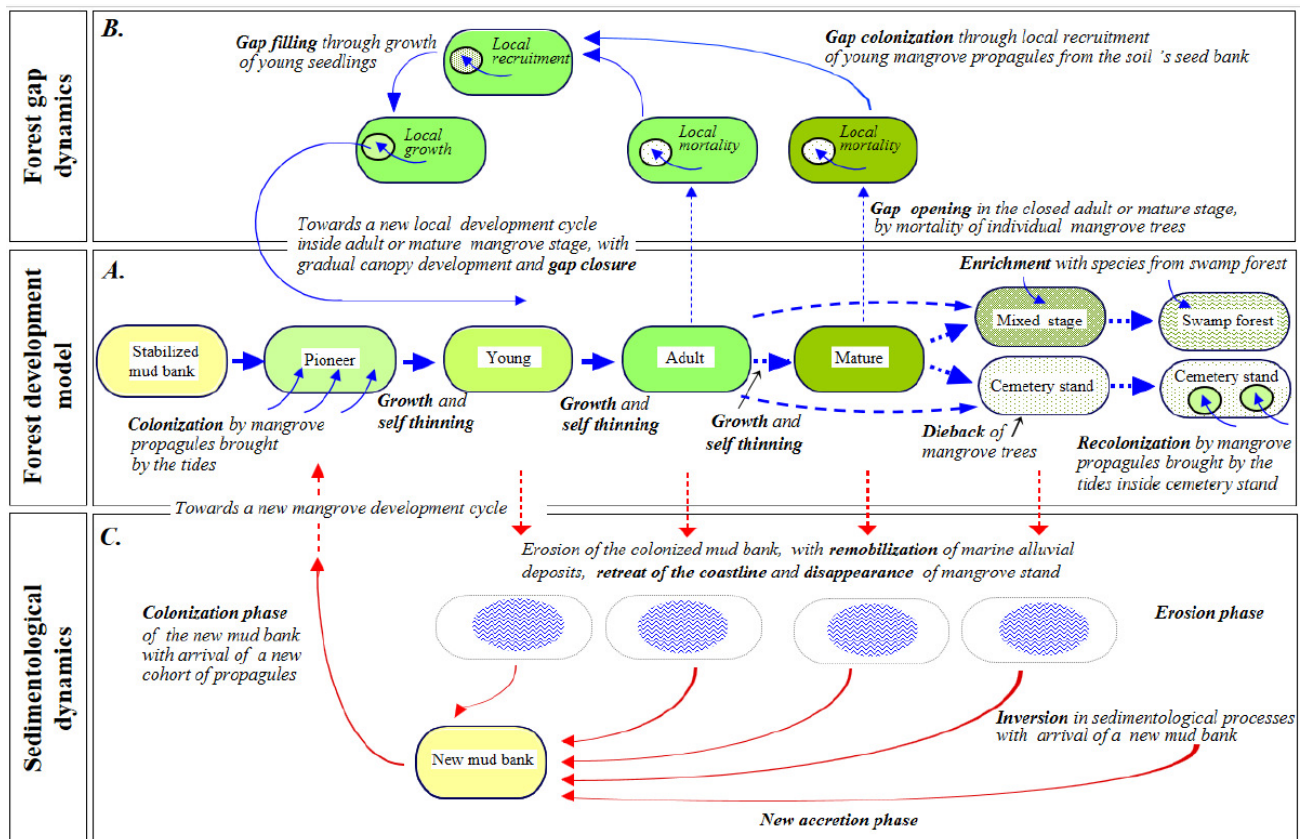 Forest gap
dynamics
B.
Gap filling through growth
of young seedlings
Local
recruitment
Gap colonization through local recruitment
of young mangrove propagules from the soil 's seed bank
Local
growth
Local
mortality
Local
mortality
Towards a new local development cycle
inside adult or mature mangrove stage, with
gradual canopy development and gap closure
Gap opening in the closed adult or mature stage,
by mortality of individual mangrove trees
Forest development
model
A.
Enrichment with species from swamp forest
Stabilized
mud bank
Pioneer
Young
Adult
Mature
Mixed stage
Swamp forest
Cemetery stand
Cemetery stand
Colonization by mangrove
propagules brought
by the tides
Growth and
self thinning
Growth and
self thinning
Growth and
self thinning
Dieback of
mangrove trees
Recolonization by mangrove
propagules brought by the
tides inside cemetery stand
Towards a new mangrove development cycle
Sedimentological
dynamics
C.
Erosion of the colonized mud bank, with remobilization of marine alluvial
deposits, retreat of the coastline and disappearance of mangrove stand
Colonization phase
of the new mud bank
with arrival of a new
cohort of propagules
Erosion phase
New mud bank
Inversion in sedimentological processes
with arrival of a new mud bank
New accretion phase